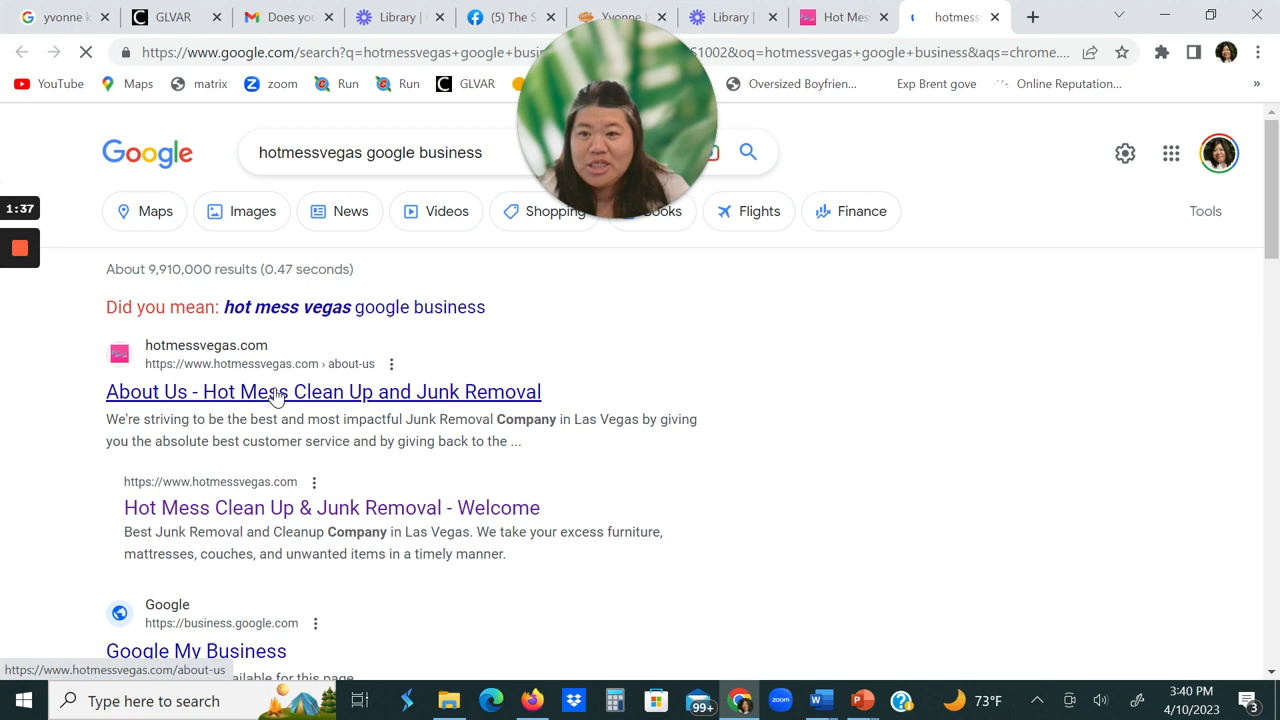 yvonne k
GLVAR
Does you
Library |
(5) The S
Yvonne k
Library |
Hot Mes
hotmess
https://www.google.com/search?q=hotmessvegas+google+busin
61002&oq=hotmessvegas+google+business&aqs=chrome....
YouTube
Maps
matrix
zoom
Run
Run
GLVAR
Oversized Boyfrien...
Exp Brent gove
Online Reputation...
»
Google
hotmessvegas google business
1:37
Maps
Images
News
Videos
Shopping
Books
Flights
Finance
Tools
About 9,910,000 results (0.47 seconds)
Did you mean: hot mess vegas google business
hotmessvegas.com
https://www.hotmessvegas.com › about-us
About Us - Hot Mess Clean Up and Junk Removal
We're striving to be the best and most impactful Junk Removal Company in Las Vegas by giving
you the absolute best customer service and by giving back to the ...
https://www.hotmessvegas.com
Hot Mess Clean Up & Junk Removal - Welcome
Best Junk Removal and Cleanup Company in Las Vegas. We take your excess furniture,
mattresses, couches, and unwanted items in a timely manner.
Google
https://business.google.com
Google My Business
ailable for this page
https://www.hotmessvegas.com/about-us
Type here to search
99+
zoom
73°F
3:40 PM
4/10/2023
3